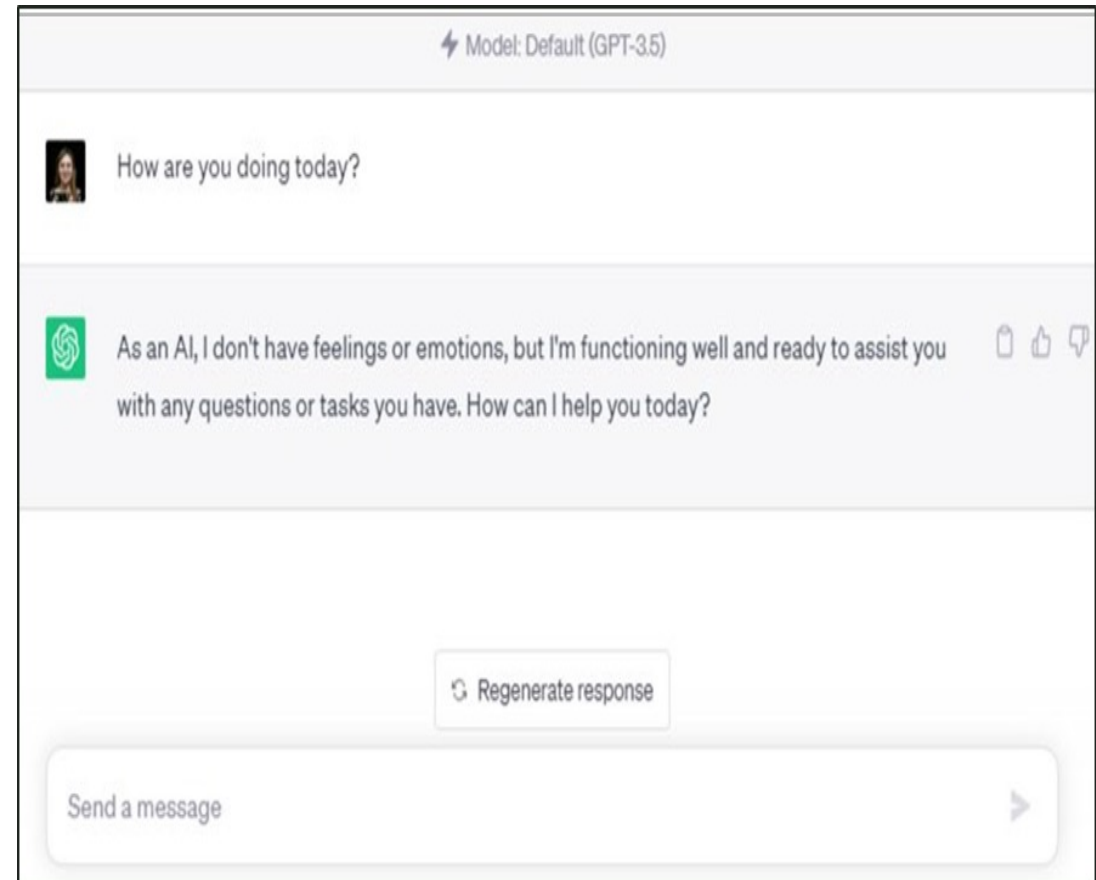 Model: Default (GPT-3.5)
How are you doing today?
As an AI, I don't have feelings or emotions, but I'm functioning well and ready to assist you
with any questions or tasks you have. How can I help you today?
Regenerate response
Send a message